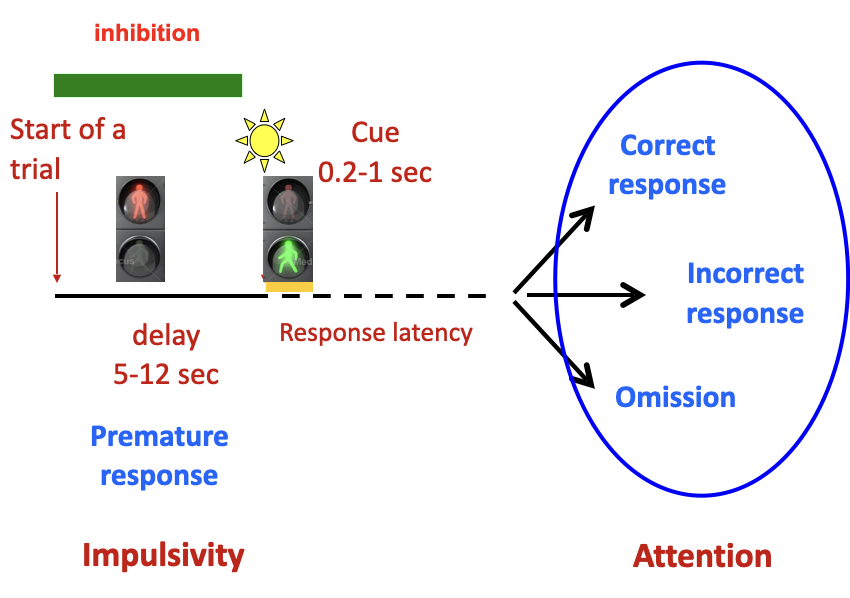 inhibition
Start of a
trial
Cue
0.2-1 sec
Correct
response
Incorrect
response
Omission
delay
5-12 sec
Response latency
Premature
response
Impulsivity
Attention